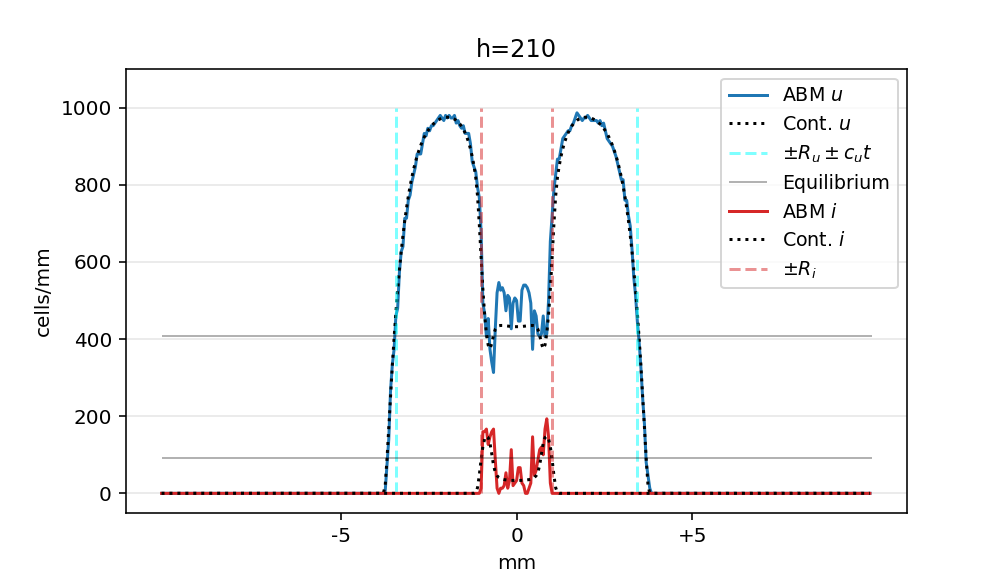 h=210
1000
800
600
400
200
0
cells/mm
-5
0
+5
mm
ABM u
Cont. u
±R_u ± c_u t
Equilibrium
ABM i
Cont. i
±R_i